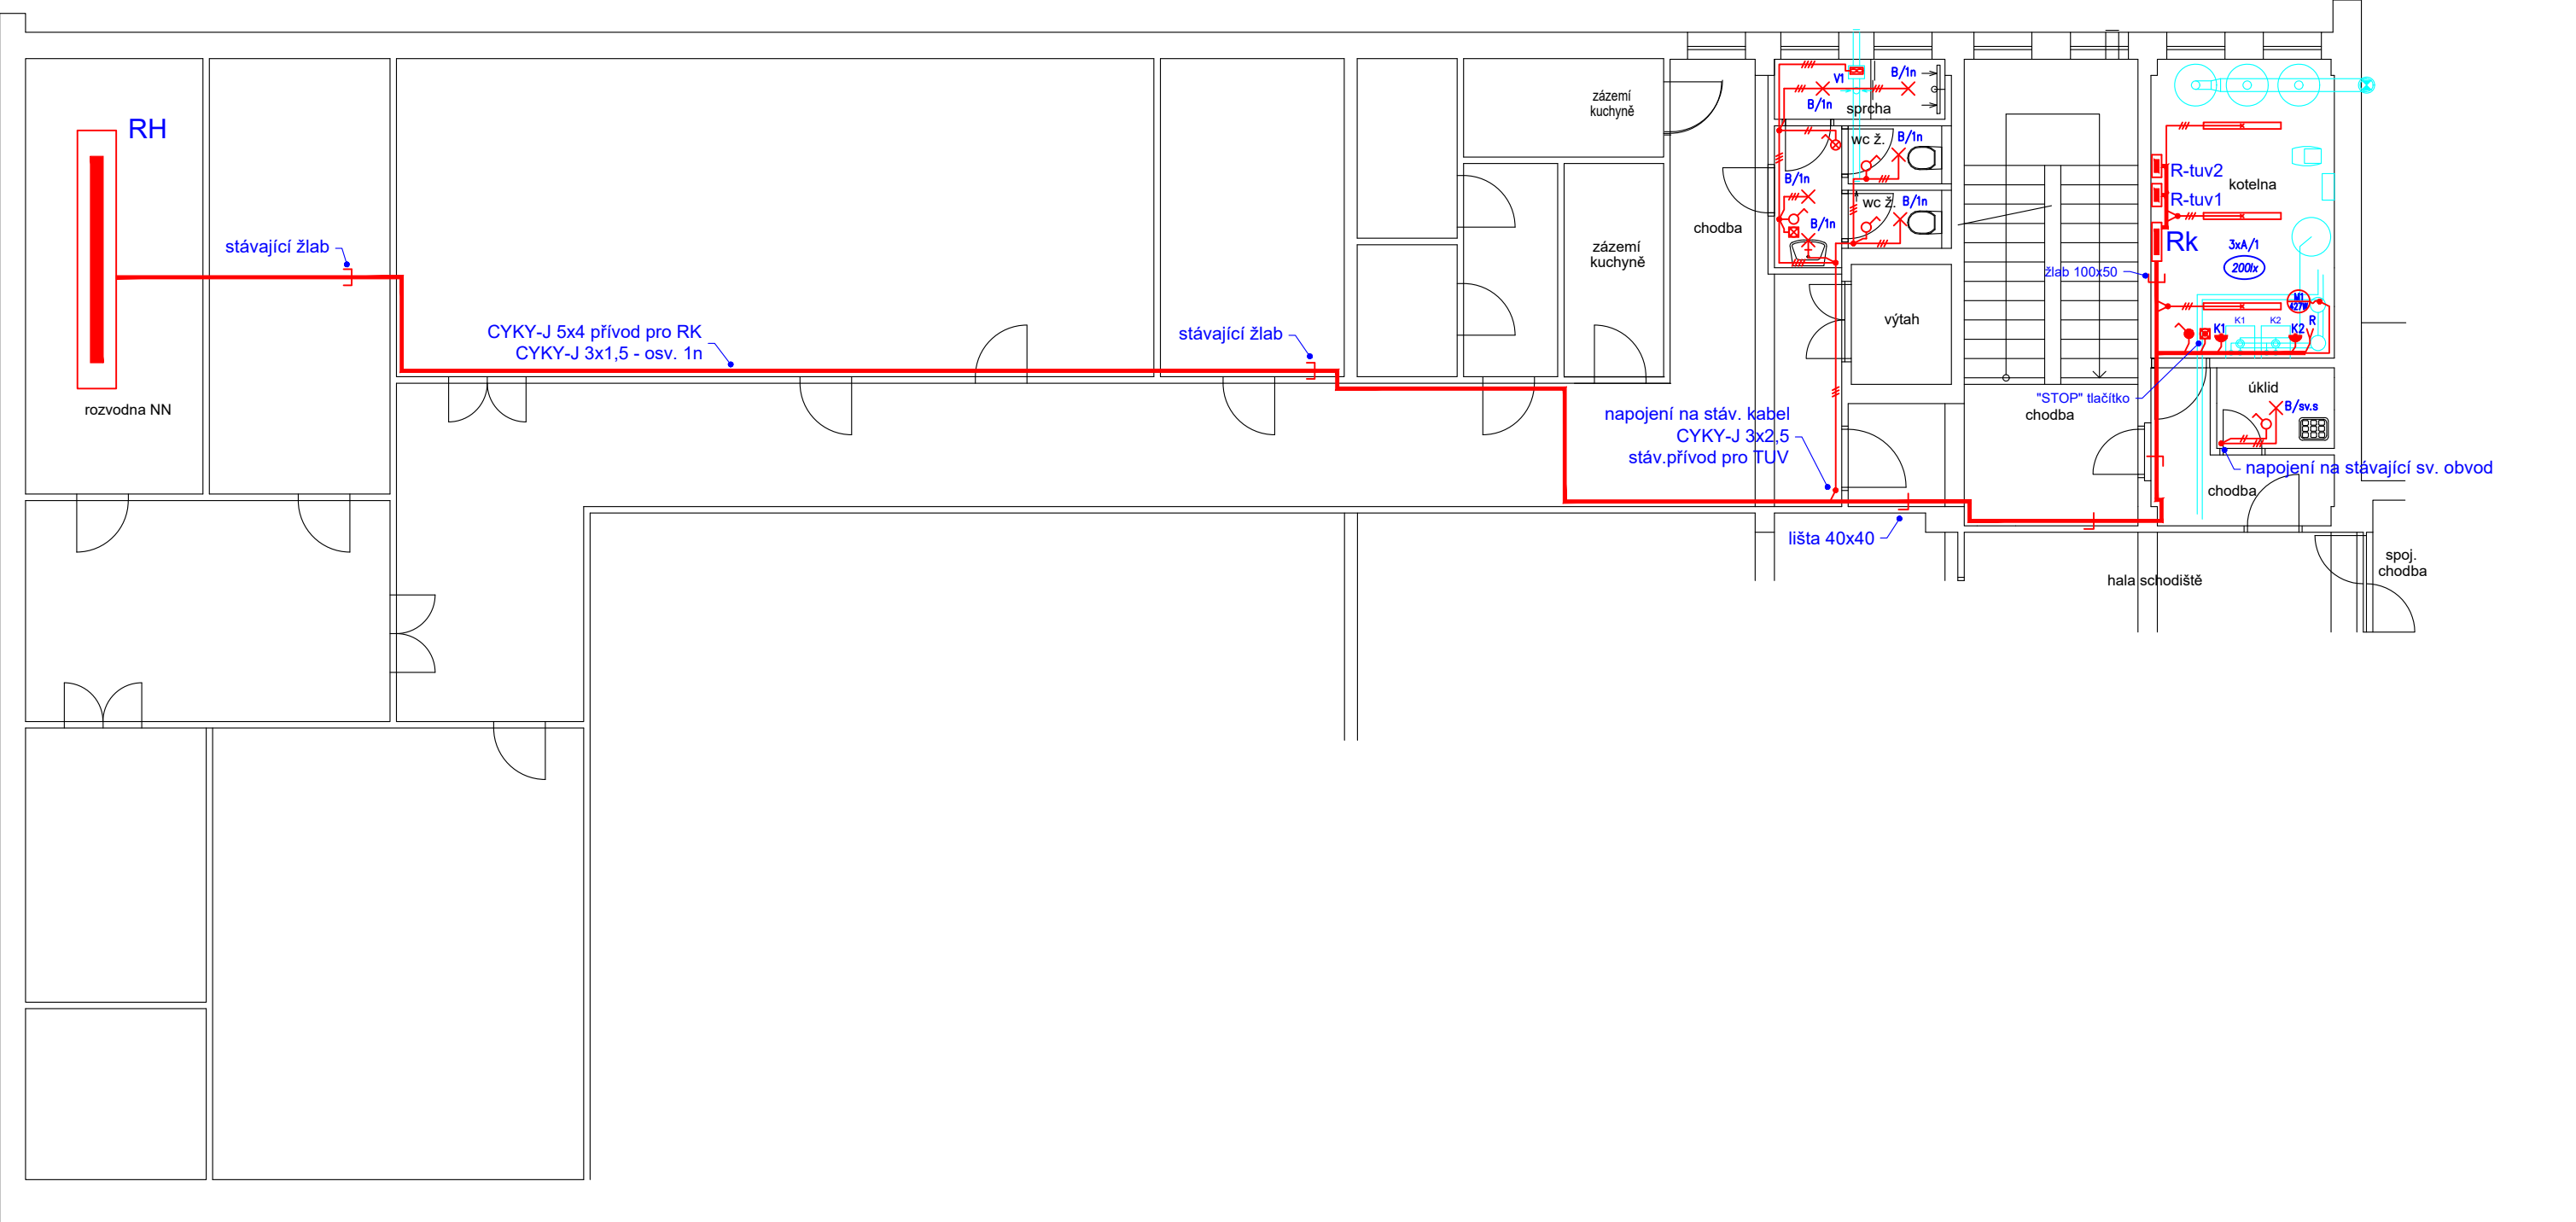 RH
rozvodna NN
stávající žlab
CYKY-J 5x4 přívod pro RK
CYKY-J 3x1,5 - osv. 1n
stávající žlab
zázemí
kuchyně
zázemí
kuchyně
chodba
V1
B/1n
B/1n
sprcha
wc ž.
B/1n
B/1n
wc ž.
B/1n
B/1n
výtah
napojení na stáv. kabel
CYKY-J 3x2,5
stáv.přívod pro TUV
lišta 40x40
chodba
R-tuv2
R-tuv1
kotelna
Rk
3xA/1
200lx
žlab 100x50
M1
427W
K1
K2
R
K1
K2
V
"STOP" tlačítko
úklid
B/sv.s
napojení na stávající sv. obvod
chodba
hala schodiště
spoj.
chodba